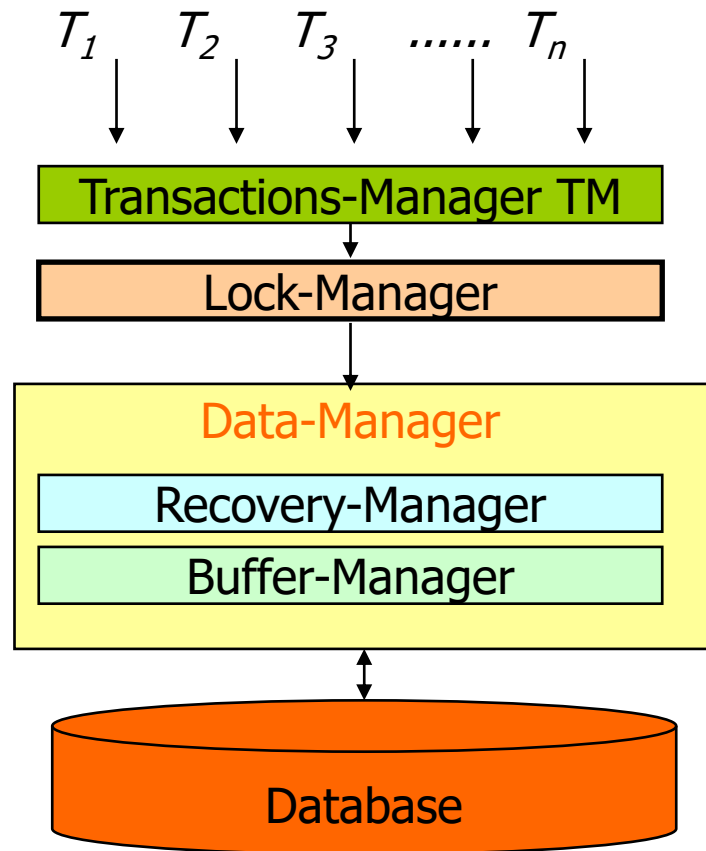 T1 T2 T3 ...... Tn
Transactions-Manager TM
Lock-Manager
Data-Manager
Recovery-Manager
Buffer-Manager
Database